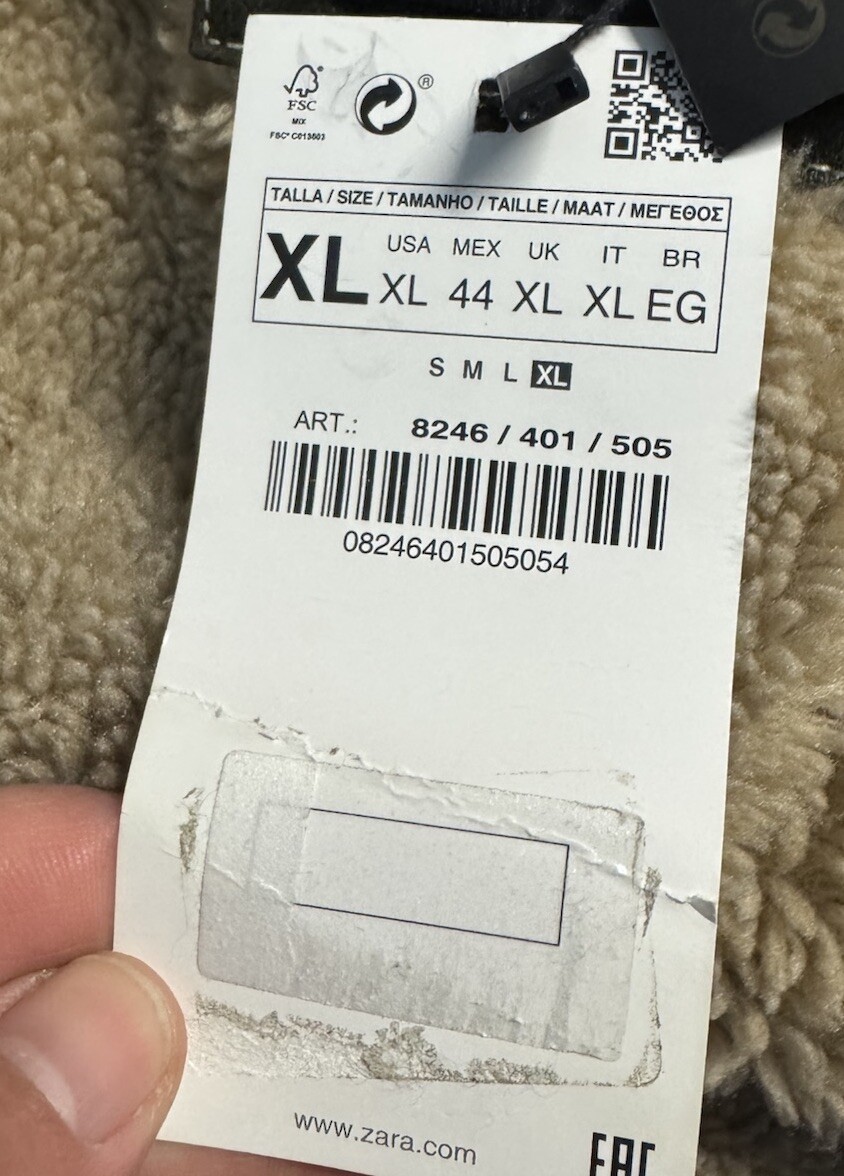 FSC
MIX
FSC® C013503
®
TALLA / SIZE / TAMANHO / TAILLE / MAAT / ΜΕΓΕΘΟΣ
XL
USA MEX UK IT BR
XL 44 XL XL EG
S M L XL
ART.: 8246 / 401 / 505
08246401505054
www.zara.com
EAC